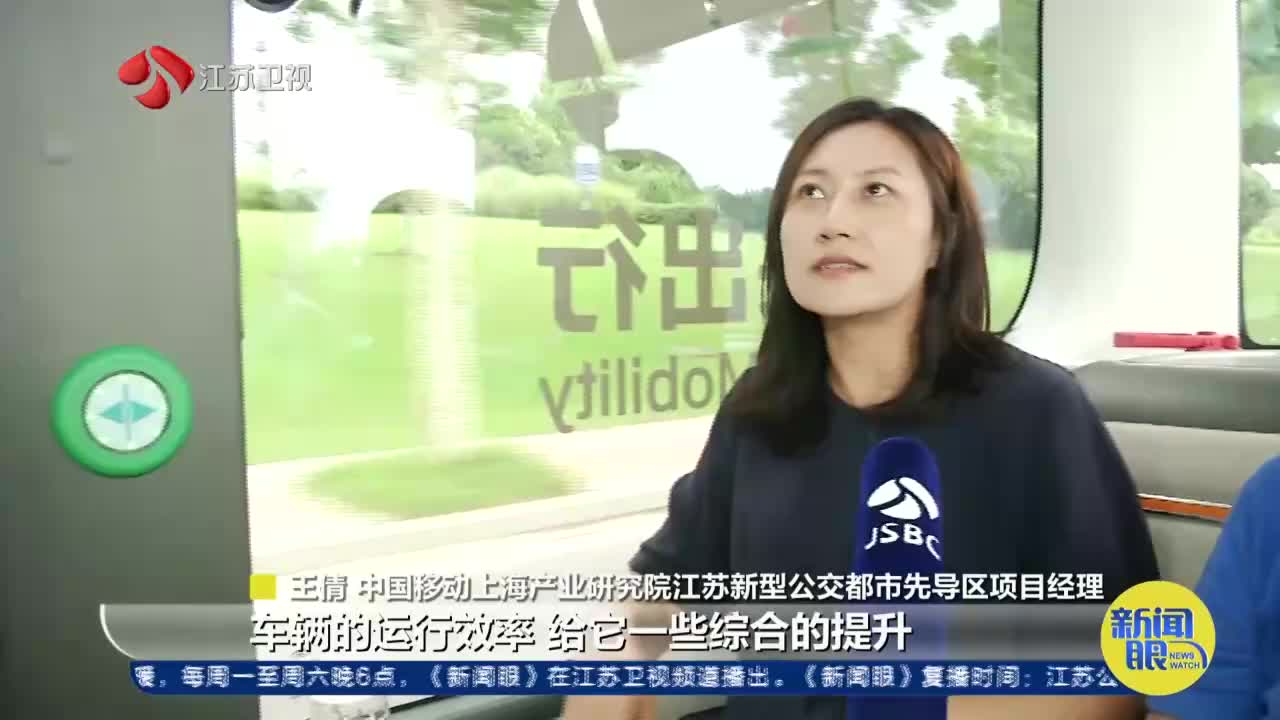 江苏卫视
出行
Mobility
JSBC
王倩 中国移动上海产业研究院江苏新型公交都市先导区项目经理
车辆的运行效率 给它一些综合的提升
新闻眼
NEWS WATCH
，每周一至周六晚6点，《新闻眼》在江苏卫视频道播出。《新闻眼》复播时间：江苏公